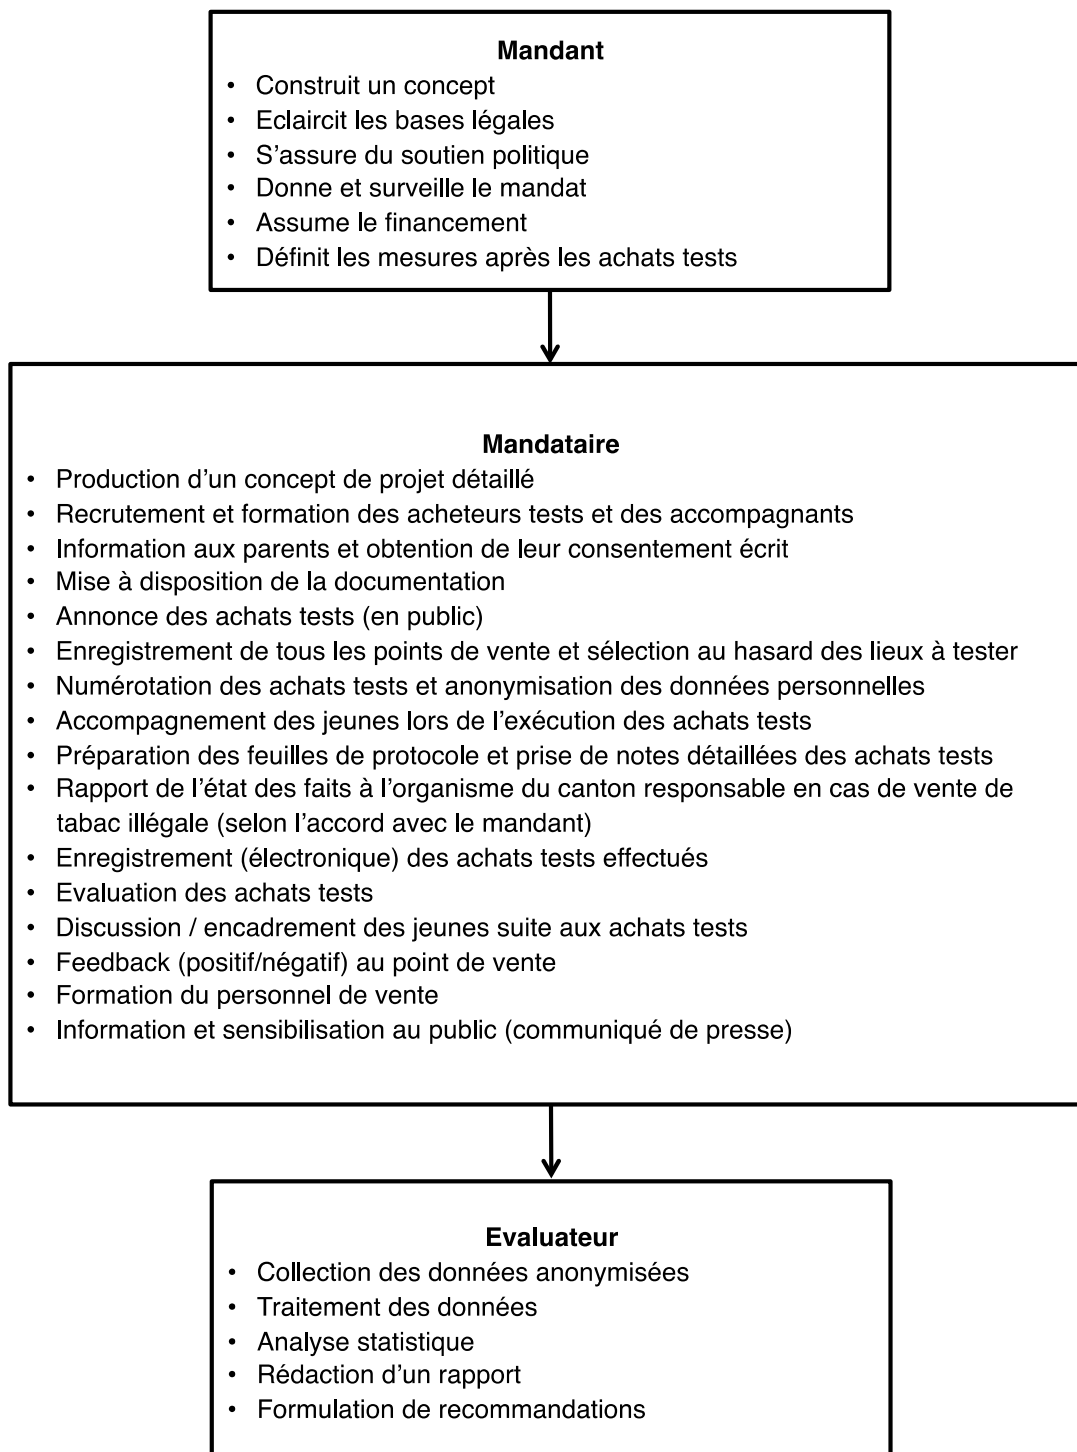 Mandant
• Construit un concept
• Eclaircit les bases légales
• S'assure du soutien politique
• Donne et surveille le mandat
• Assume le financement
• Définit les mesures après les achats tests
Mandataire
• Production d'un concept de projet détaillé
• Recrutement et formation des acheteurs tests et des accompagnants
• Information aux parents et obtention de leur consentement écrit
• Mise à disposition de la documentation
• Annonce des achats tests (en public)
• Enregistrement de tous les points de vente et sélection au hasard des lieux à tester
• Numérotation des achats tests et anonymisation des données personnelles
• Accompagnement des jeunes lors de l'exécution des achats tests
• Préparation des feuilles de protocole et prise de notes détaillées des achats tests
• Rapport de l'état des faits à l'organisme du canton responsable en cas de vente de
tabac illégale (selon l'accord avec le mandant)
• Enregistrement (électronique) des achats tests effectués
• Evaluation des achats tests
• Discussion / encadrement des jeunes suite aux achats tests
• Feedback (positif/négatif) au point de vente
• Formation du personnel de vente
• Information et sensibilisation au public (communiqué de presse)
Evaluateur
• Collection des données anonymisées
• Traitement des données
• Analyse statistique
• Rédaction d'un rapport
• Formulation de recommandations